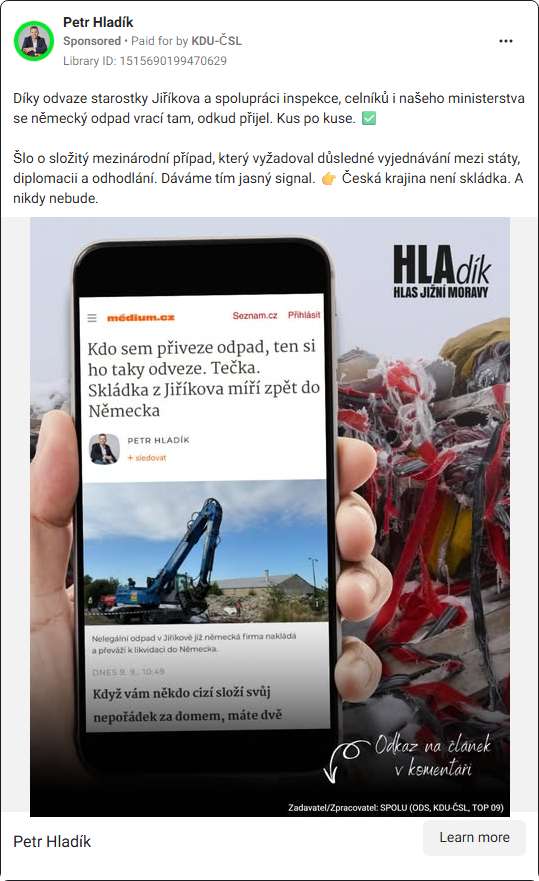 Petr Hladík
Sponsored • Paid for by KDU-ČSL
Library ID: 1515690199470629
Díky odvaze starostky Jiříkova a spolupráci inspekce, celníků i našeho ministerstva
se německý odpad vrací tam, odkud přijel. Kus po kuse. ✅
Šlo o složitý mezinárodní případ, který vyžadoval důsledné vyjednávání mezi státy,
diplomacii a odhodlání. Dáváme tím jasný signal. 👉 Česká krajina není skládka. A
nikdy nebude.
HLAdík
HLAS JIŽNÍ MORAVY
médium.cz
Seznam.cz Přihlásit
Kdo sem přiveze odpad, ten si
ho taky odveze. Tečka.
Skládka z Jiříkova míří zpět do
Německa
PETR HLADÍK
+ sledovat
Nelegální odpad v Jiříkově již německá firma nakládá
a převáží k likvidaci do Německa.
DNES 9. 9., 10:49
Když vám někdo cizí složí svůj
nepořádek za domem, máte dvě
Odkaz na článek
v komentáři
Zadavatel/Zpracovatel: SPOLU (ODS, KDU-ČSL, TOP 09)
Petr Hladík
Learn more